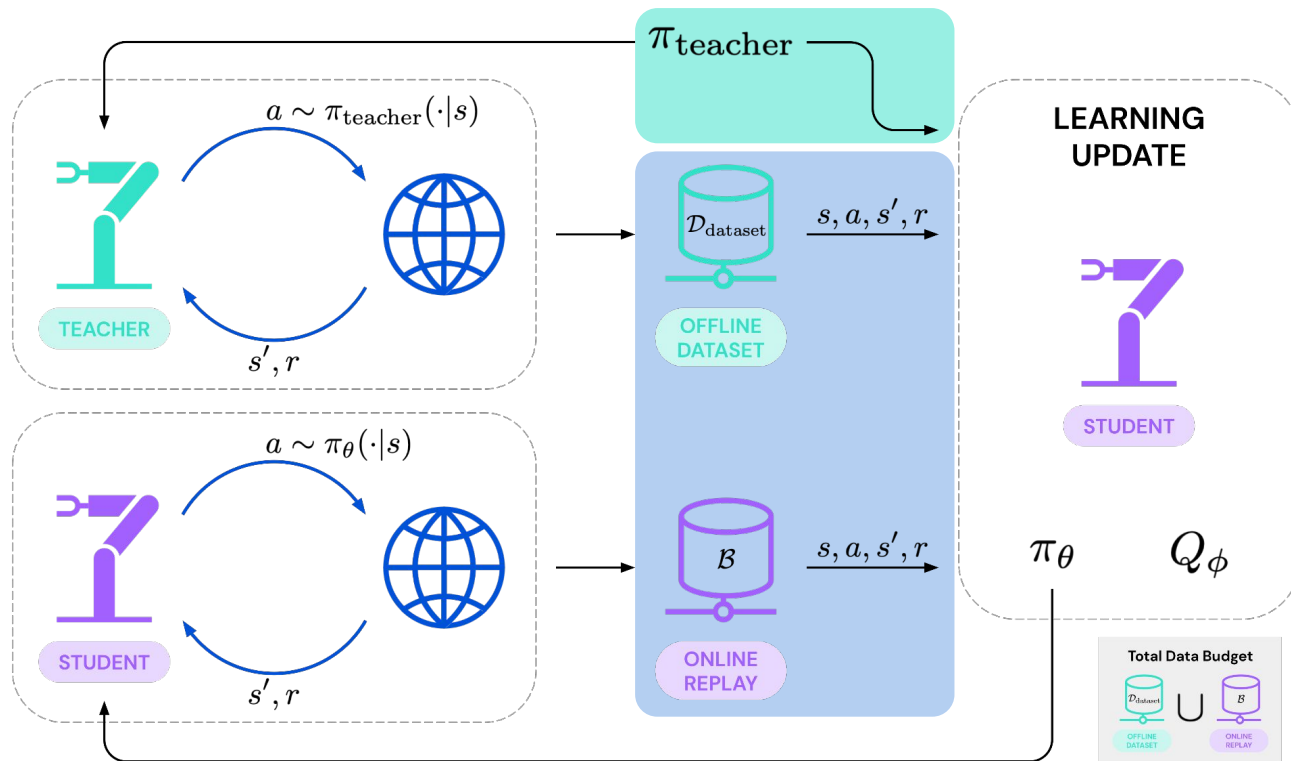 π_teacher
a ∼ π_teacher(·|s)
TEACHER
s′, r
𝒟_dataset
s, a, s′, r
OFFLINE
DATASET
LEARNING
UPDATE
STUDENT
a ∼ π_θ(·|s)
STUDENT
s′, r
ℬ
s, a, s′, r
ONLINE
REPLAY
π_θ
Q_ϕ
Total Data Budget
𝒟_dataset
∪
ℬ
OFFLINE
DATASET
ONLINE
REPLAY